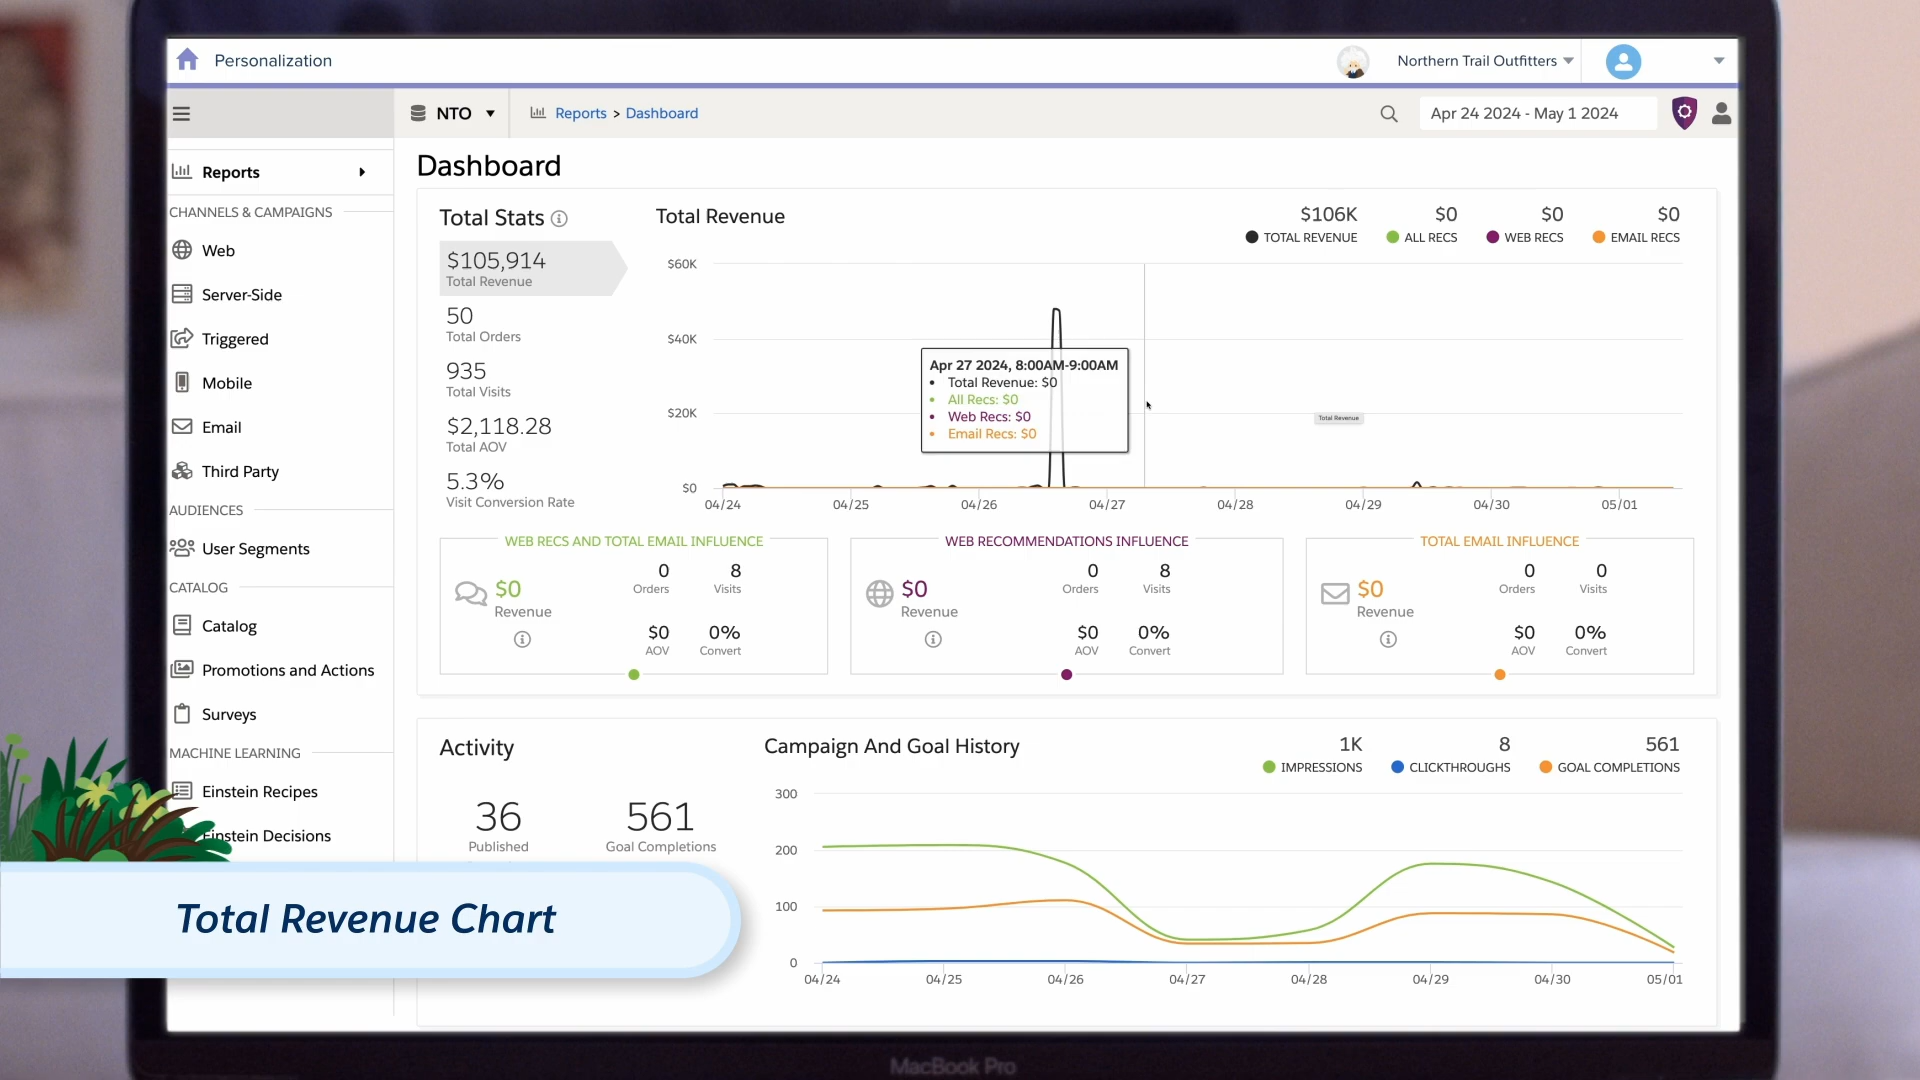 Personalization
Northern Trail Outfitters
NTO
Reports > Dashboard
Apr 24 2024 - May 1 2024
Reports
CHANNELS & CAMPAIGNS
Web
Server-Side
Triggered
Mobile
Email
Third Party
AUDIENCES
User Segments
CATALOG
Catalog
Promotions and Actions
Surveys
MACHINE LEARNING
Einstein Recipes
Einstein Decisions
Dashboard
Total Stats
$105,914
Total Revenue
50
Total Orders
935
Total Visits
$2,118.28
Total AOV
5.3%
Visit Conversion Rate
Total Revenue
$106K $0 $0 $0
TOTAL REVENUE ALL RECS WEB RECS EMAIL RECS
$60K
$40K
$20K
$0
Apr 27 2024, 8:00AM-9:00AM
• Total Revenue: $0
• All Recs: $0
• Web Recs: $0
• Email Recs: $0
Total Revenue
04/24 04/25 04/26 04/27 04/28 04/29 04/30 05/01
WEB RECS AND TOTAL EMAIL INFLUENCE
$0
Revenue
0 8
Orders Visits
$0 0%
AOV Convert
WEB RECOMMENDATIONS INFLUENCE
$0
Revenue
0 8
Orders Visits
$0 0%
AOV Convert
TOTAL EMAIL INFLUENCE
$0
Revenue
0 0
Orders Visits
$0 0%
AOV Convert
Activity
36
Published
561
Goal Completions
Campaign And Goal History
1K 8 561
IMPRESSIONS CLICKTHROUGHS GOAL COMPLETIONS
300
200
100
0
04/24 04/25 04/26 04/27 04/28 04/29 04/30 05/01
Total Revenue Chart
MacBook Pro